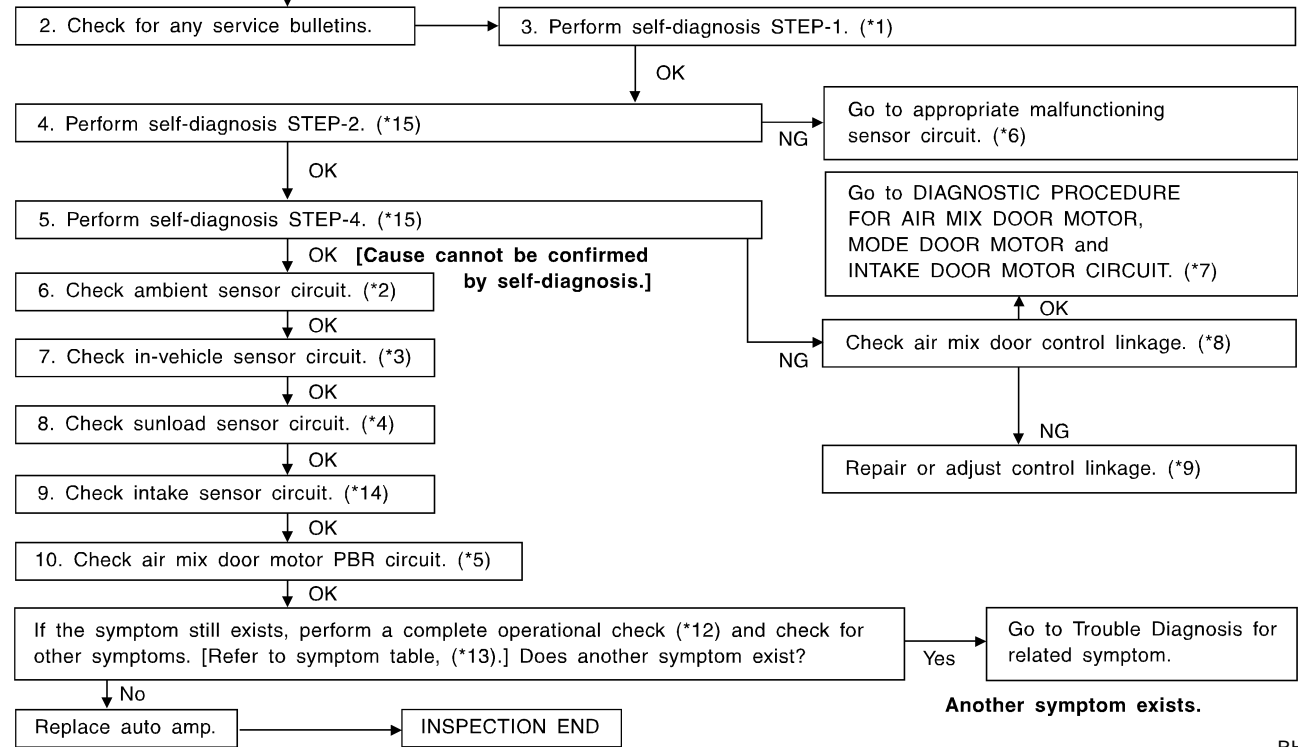 2. Check for any service bulletins.
3. Perform self-diagnosis STEP-1. (*1)
OK
4. Perform self-diagnosis STEP-2. (*15)
NG
Go to appropriate malfunctioning
sensor circuit. (*6)
OK
5. Perform self-diagnosis STEP-4. (*15)
Go to DIAGNOSTIC PROCEDURE
FOR AIR MIX DOOR MOTOR,
MODE DOOR MOTOR and
INTAKE DOOR MOTOR CIRCUIT. (*7)
OK
[Cause cannot be confirmed
by self-diagnosis.]
OK
NG
Check air mix door control linkage. (*8)
NG
Repair or adjust control linkage. (*9)
6. Check ambient sensor circuit. (*2)
OK
7. Check in-vehicle sensor circuit. (*3)
OK
8. Check sunload sensor circuit. (*4)
OK
9. Check intake sensor circuit. (*14)
OK
10. Check air mix door motor PBR circuit. (*5)
OK
If the symptom still exists, perform a complete operational check (*12) and check for
other symptoms. [Refer to symptom table, (*13).] Does another symptom exist?
Yes
Go to Trouble Diagnosis for
related symptom.
Another symptom exists.
No
Replace auto amp.
INSPECTION END